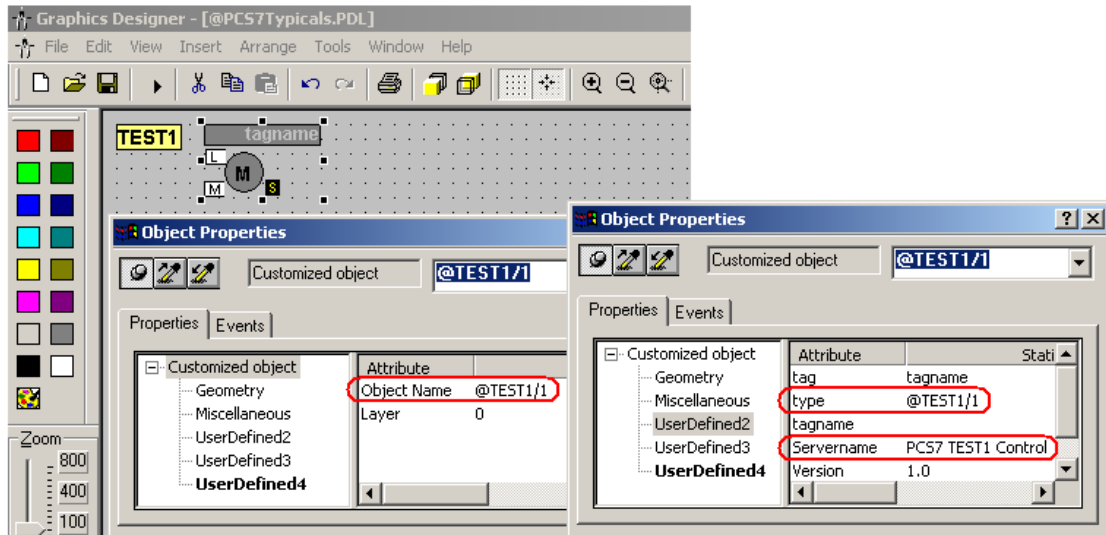 Graphics Designer - [@PCS7Typicals.PDL]
File Edit View Insert Arrange Tools Window Help
TEST1
tagname
L
M
M
S
Object Properties
Customized object
@TEST1/1
Properties
Events
Customized object
Geometry
Miscellaneous
UserDefined2
UserDefined3
UserDefined4
Attribute
Object Name @TEST1/1
Layer 0
Object Properties
Customized object
@TEST1/1
Properties
Events
Customized object
Geometry
Miscellaneous
UserDefined2
UserDefined3
UserDefined4
Attribute Stati
tag tagname
type @TEST1/1
tagname
Servername PCS7 TEST1 Control
Version 1.0
Zoom
800
400
100